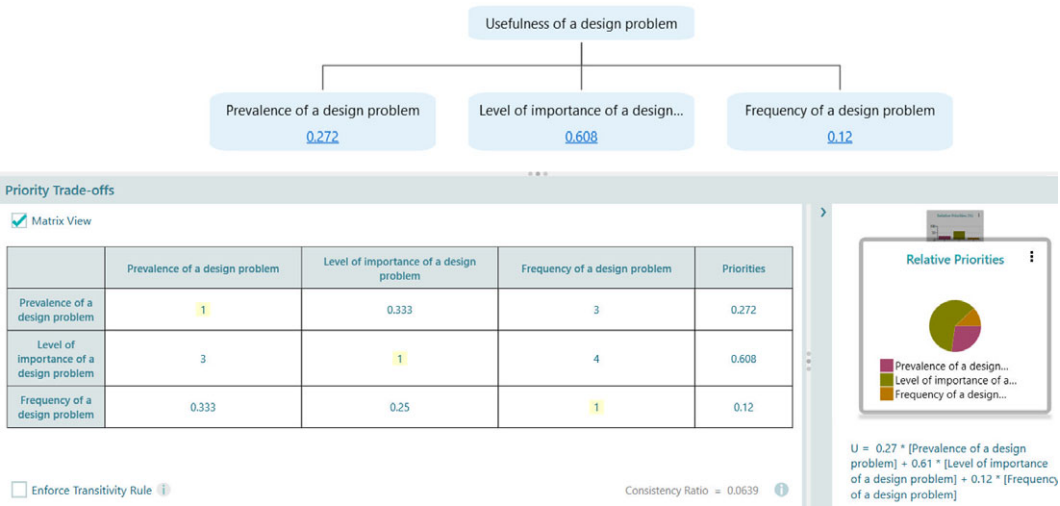 Usefulness of a design problem
Prevalence of a design problem
0.272
Level of importance of a design...
0.608
Frequency of a design problem
0.12
Priority Trade-offs
Matrix View
Prevalence of a design problem
Level of importance of a design
problem
Frequency of a design problem
Priorities
Prevalence of a
design problem
1
0.333
3
0.272
Level of
importance of a
design problem
3
1
4
0.608
Frequency of a
design problem
0.333
0.25
1
0.12
Enforce Transitivity Rule
Consistency Ratio = 0.0639
Relative Priorities
Prevalence of a design...
Level of importance of a...
Frequency of a design...
U = 0.27 * [Prevalence of a design
problem] + 0.61 * [Level of importance
of a design problem] + 0.12 * [Frequency
of a design problem]